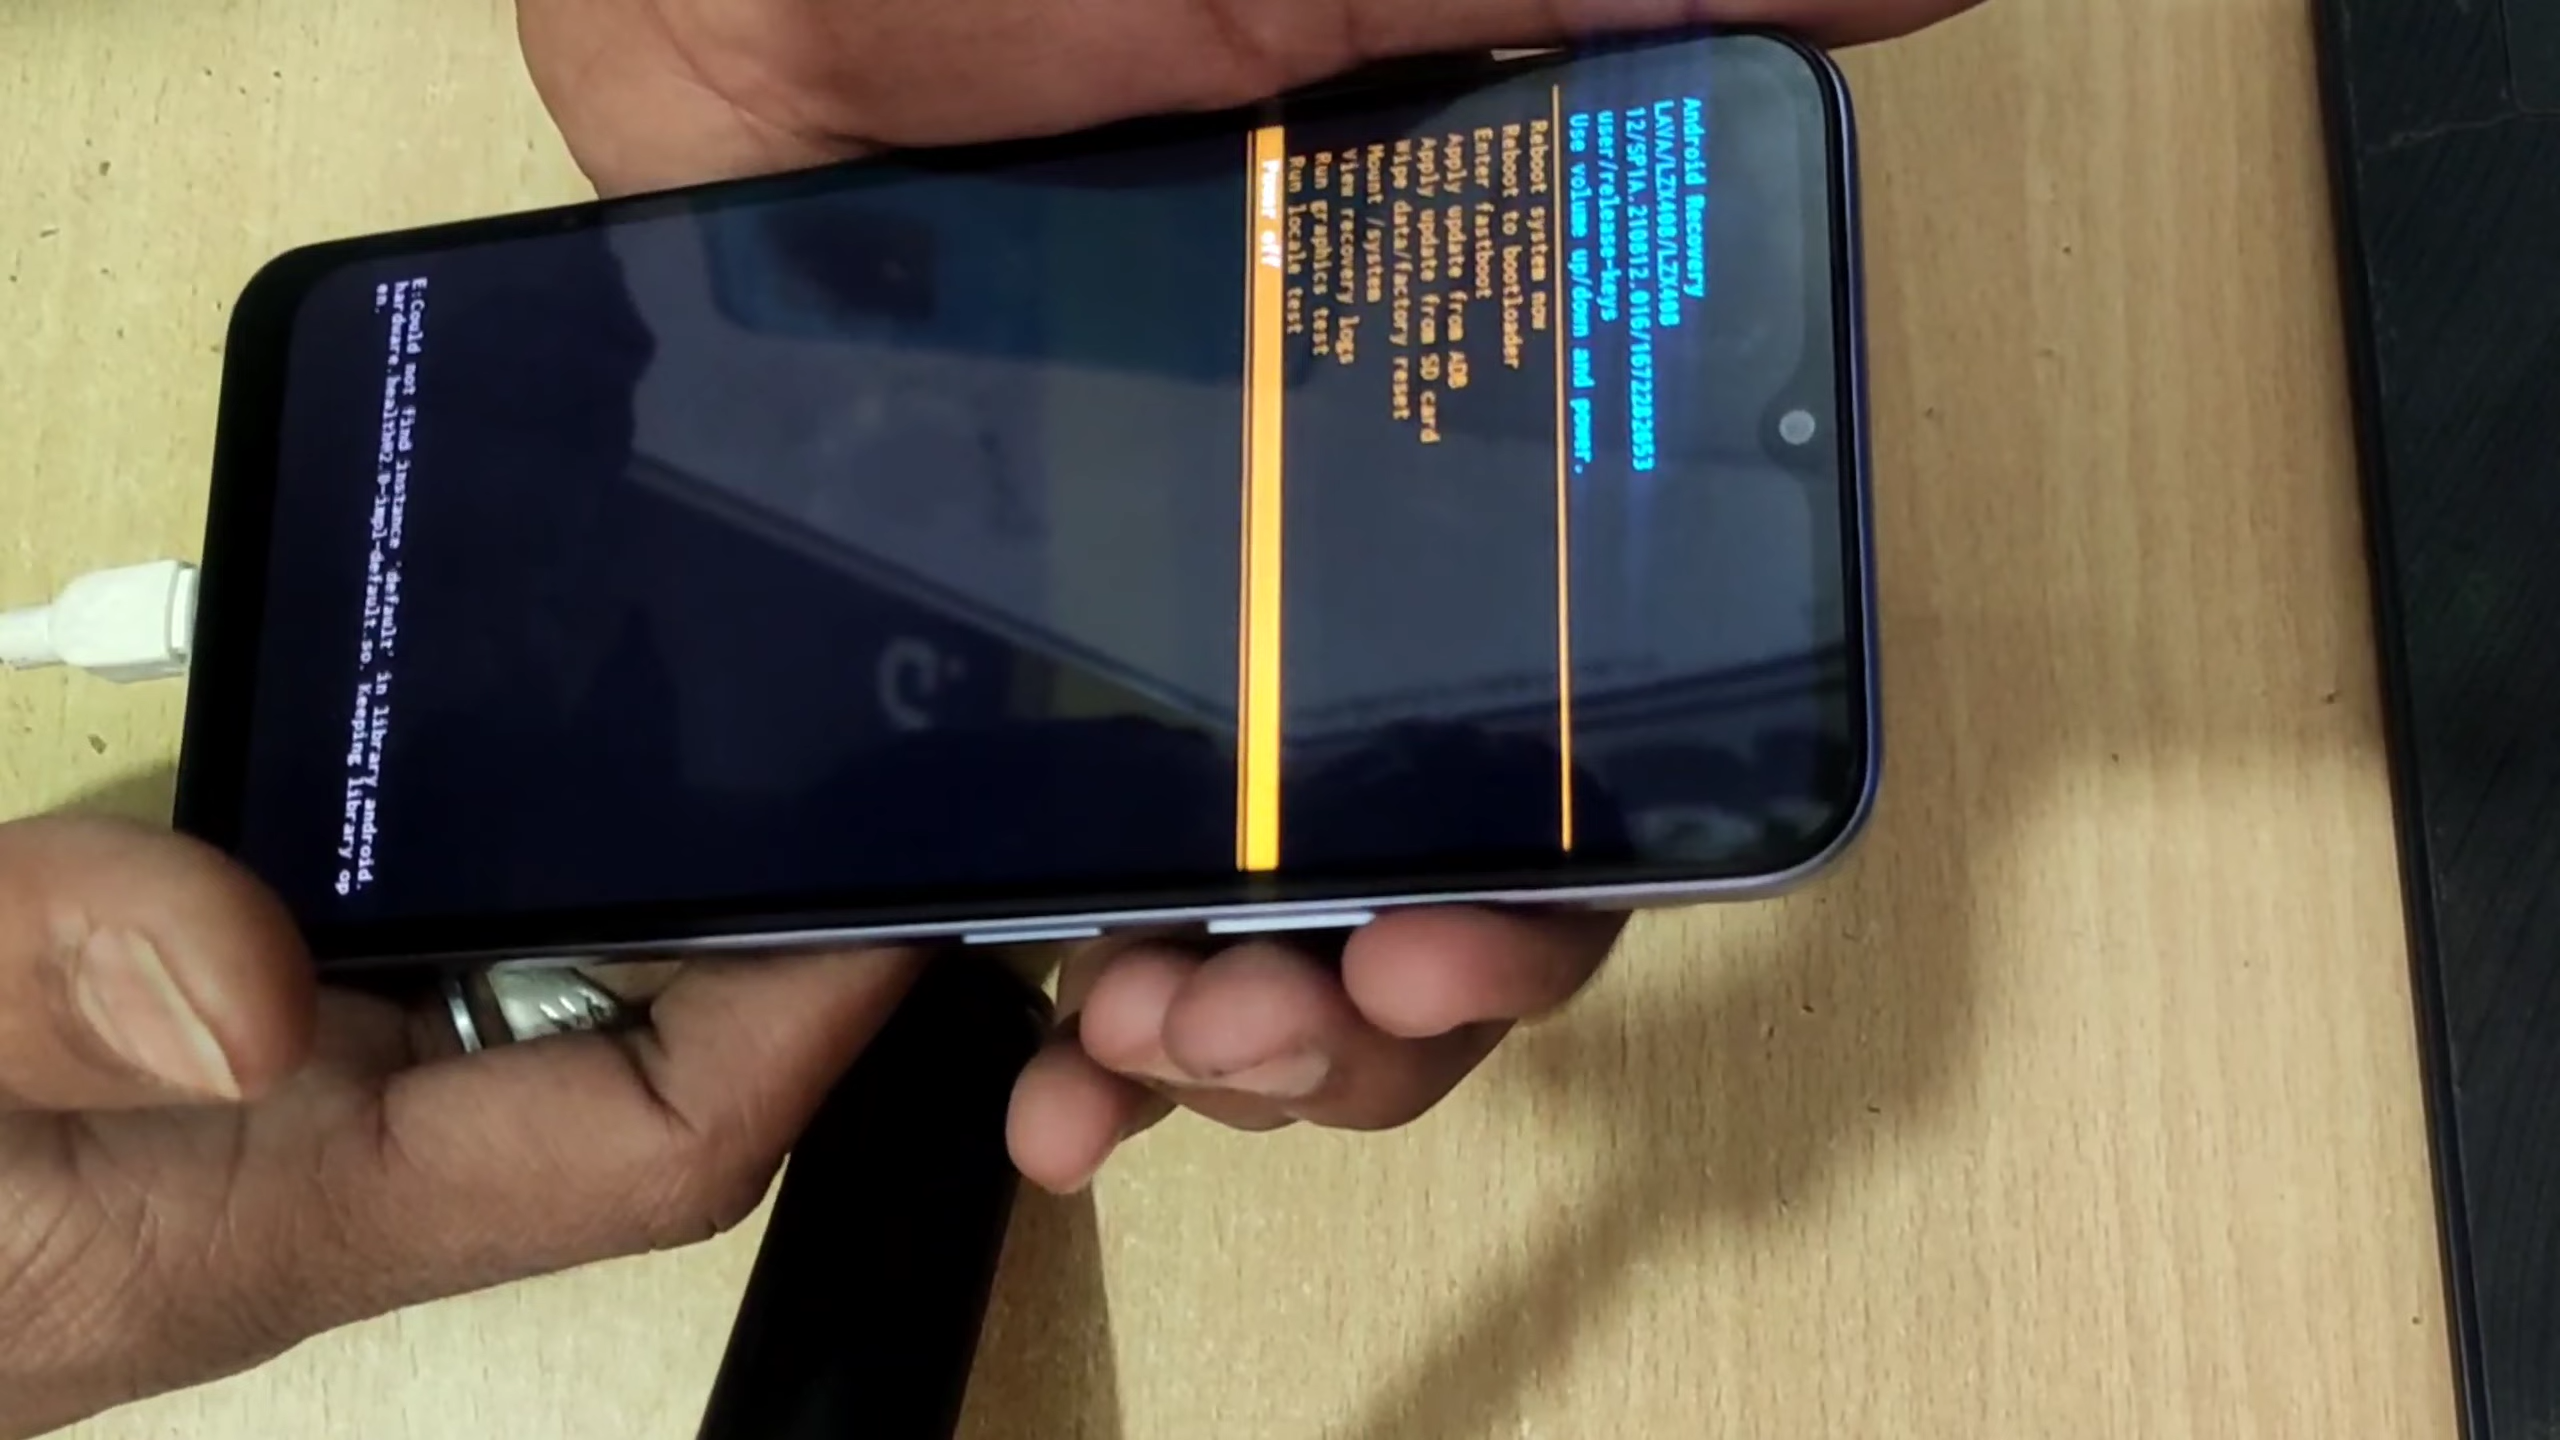 Android Recovery
LAVA/LZX408/LZX408
12/SP1A.210812.016/1672282653
user/release-keys
Use volume up/down and power.
Reboot system now
Reboot to bootloader
Enter fastboot
Apply update from ADB
Apply update from SD card
Wipe data/factory reset
Mount /system
View recovery logs
Run graphics test
Run locale test
Power off
E:Could not find instance 'default' in library android.
hardware.health@2.0-impl-default.so. Keeping library op
en.